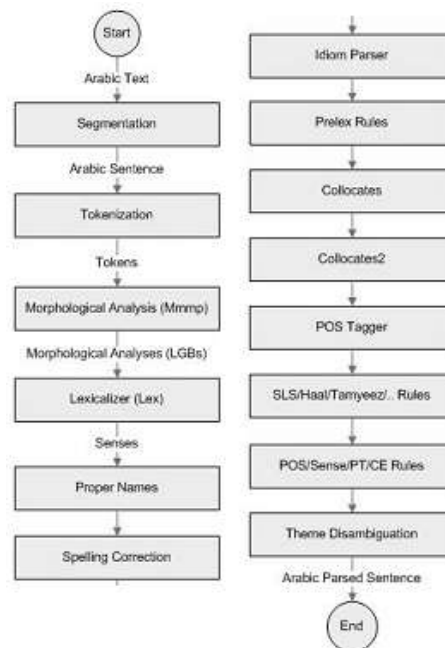 Start
Arabic Text
Segmentation
Arabic Sentence
Tokenization
Tokens
Morphological Analysis (Mmmp)
Morphological Analyses (LGBs)
Lexicalizer (Lex)
Senses
Proper Names
Spelling Correction
Idiom Parser
Prelex Rules
Collocates
Collocates2
POS Tagger
SLS/Haal/Tamyeez/.. Rules
POS/Sense/PT/CE Rules
Theme Disambiguation
Arabic Parsed Sentence
End